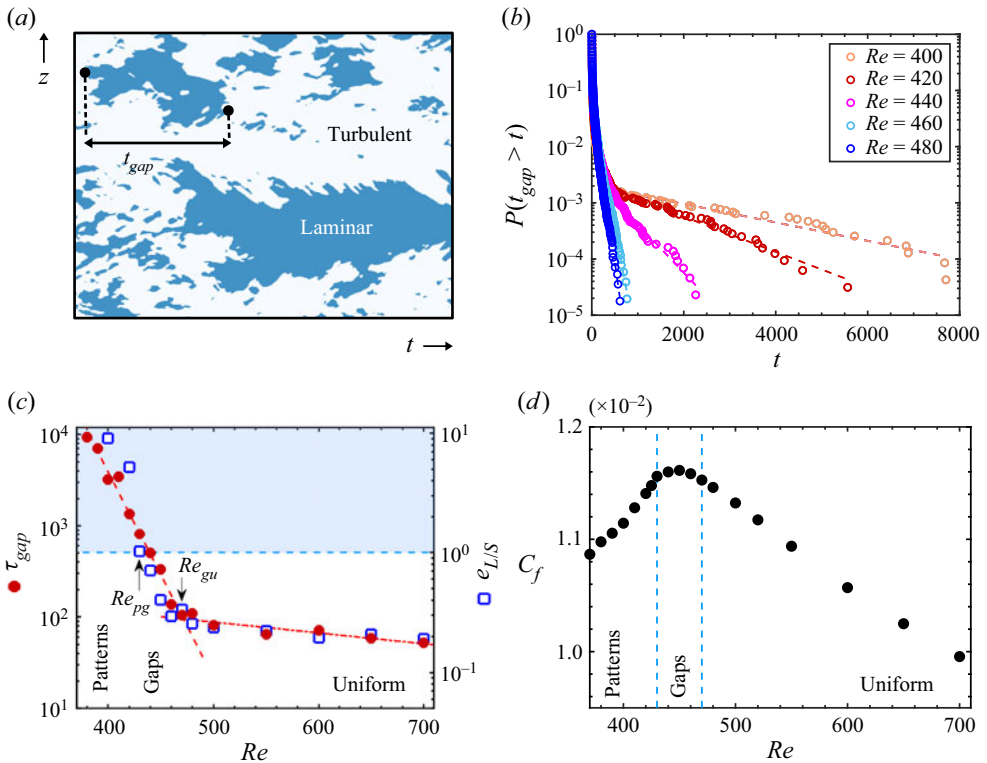 (a)
z
t_gap
Turbulent
Laminar
t
(b)
P(t_gap > t)
10^0
10^−1
10^−2
10^−3
10^−4
10^−5
Re = 400
Re = 420
Re = 440
Re = 460
Re = 480
0 2000 4000 6000 8000
t
(c)
τ_gap
10^4
10^3
10^2
10^1
Re_pg
Re_gu
Patterns
Gaps
Uniform
10^1
10^0
10^−1
e_L/S
400 500 600 700
Re
(d)
(×10^−2)
C_f
1.2
1.1
1.0
Patterns
Gaps
Uniform
400 500 600 700
Re